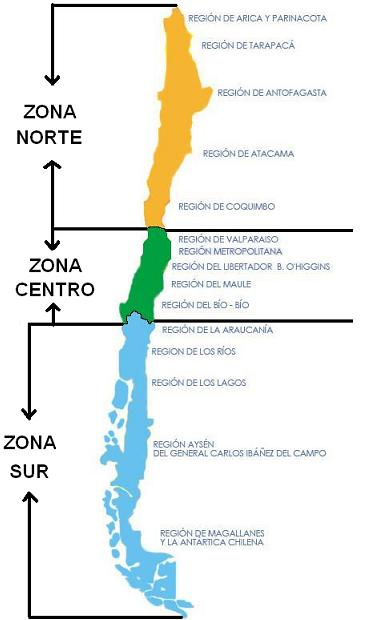 REGIÓN DE ARICA Y PARINACOTA
REGIÓN DE TARAPACÁ
REGIÓN DE ANTOFAGASTA
ZONA
NORTE
REGIÓN DE ATACAMA
REGIÓN DE COQUIMBO
REGIÓN DE VALPARAISO
REGIÓN METROPOLITANA
ZONA
CENTRO
REGIÓN DEL LIBERTADOR B. O'HIGGINS
REGIÓN DEL MAULE
REGIÓN DEL BÍO - BÍO
REGIÓN DE LA ARAUCANÍA
REGION DE LOS RÍOS
REGIÓN DE LOS LAGOS
ZONA
SUR
REGIÓN AYSÉN
DEL GENERAL CARLOS IBÁÑEZ DEL CAMPO
REGIÓN DE MAGALLANES
Y LA ANTÁRTICA CHILENA